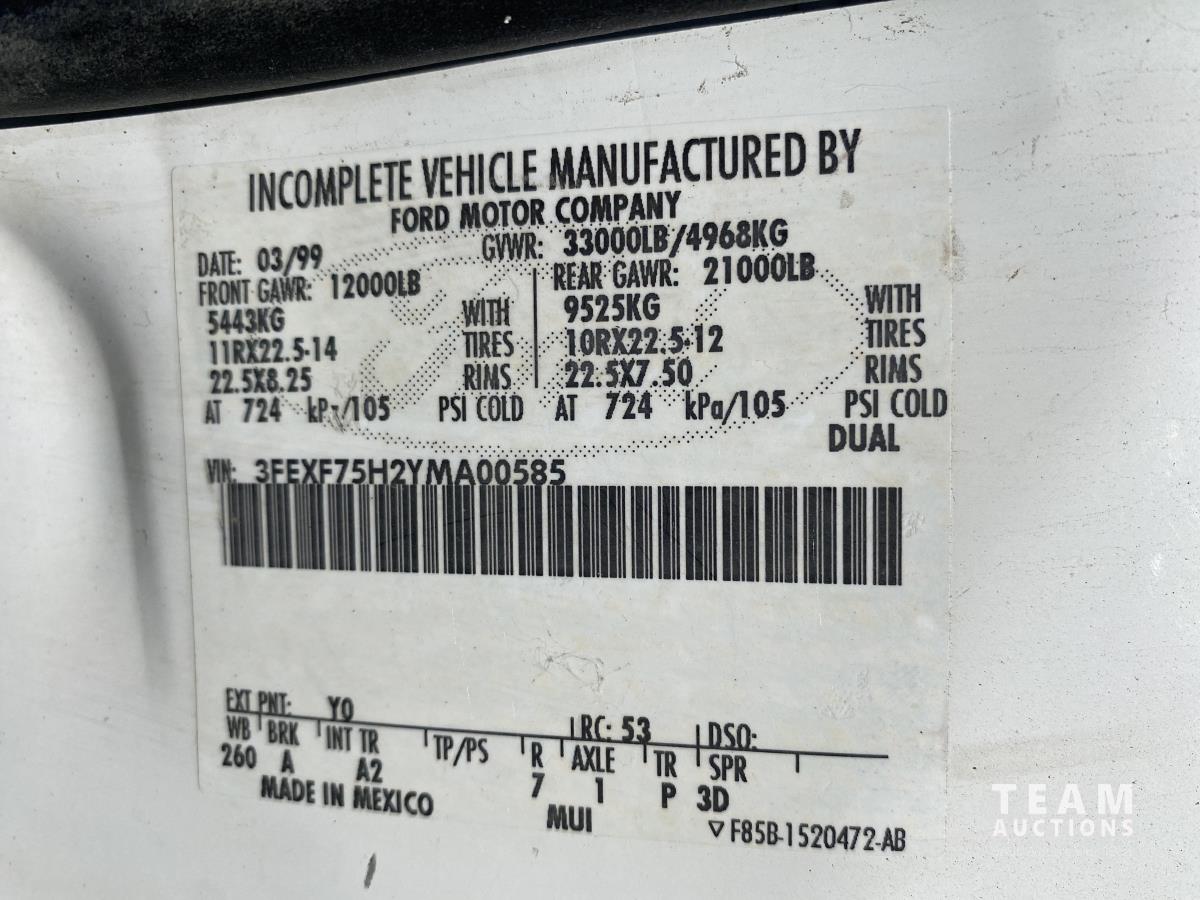 INCOMPLETE VEHICLE MANUFACTURED BY
FORD MOTOR COMPANY
DATE: 03/99 GVWR: 33000LB/4968KG
FRONT GAWR: 12000LB REAR GAWR: 21000LB
5443KG WITH 9525KG WITH
11RX22.5-14 TIRES 10RX22.5-12 TIRES
22.5X8.25 RIMS 22.5X7.50 RIMS
AT 724 kPa/105 PSI COLD AT 724 kPa/105 PSI COLD
DUAL
VIN: 3FEXF75H2YMA00585
EXT PNT: Y0 RC: 53 DSO:
WB BRK INT TR TP/PS R AXLE TR SPR
260 A A2 7 1 P 3D
MADE IN MEXICO MUI ▽ F85B-1520472-AB
TEAM
AUCTIONS